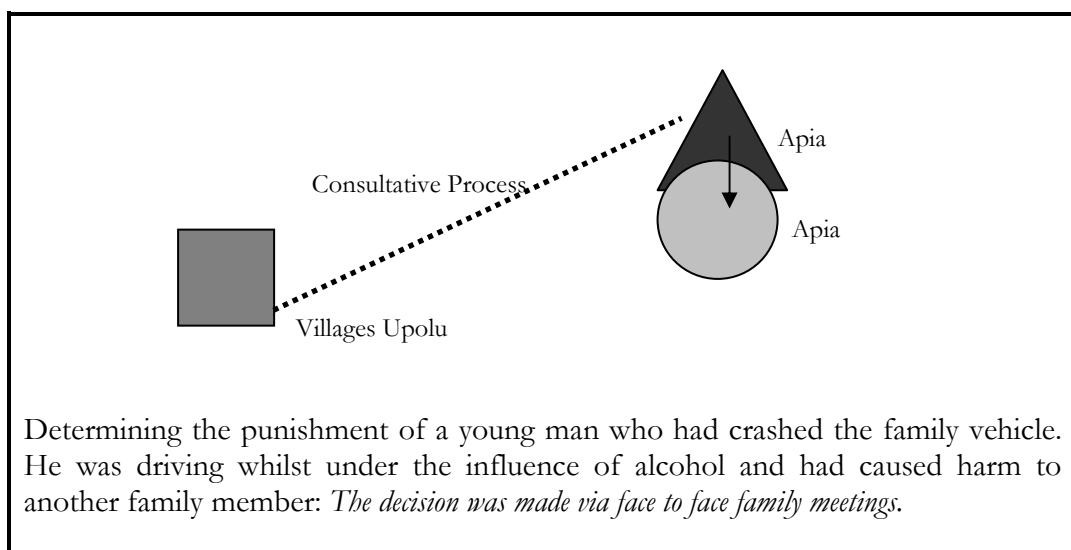 Apia
Consultative Process
Apia
Villages Upolu
Determining the punishment of a young man who had crashed the family vehicle.
He was driving whilst under the influence of alcohol and had caused harm to
another family member: The decision was made via face to face family meetings.